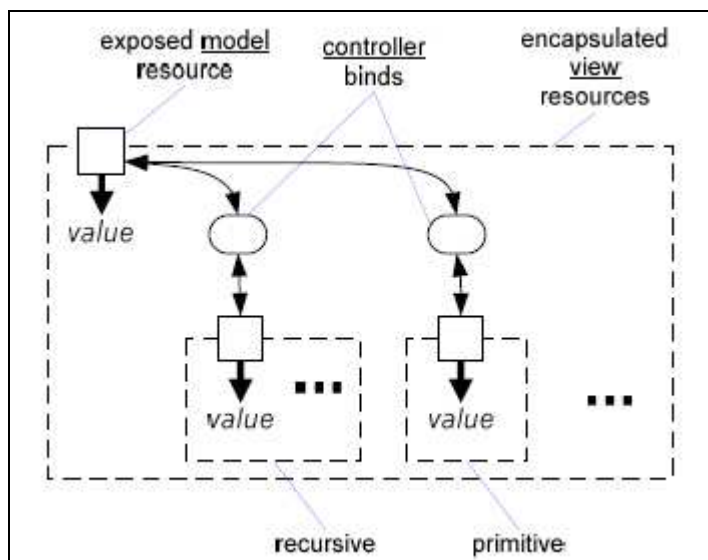 exposed model
resource
controller
binds
encapsulated
view
resources
value
value
value
recursive
primitive